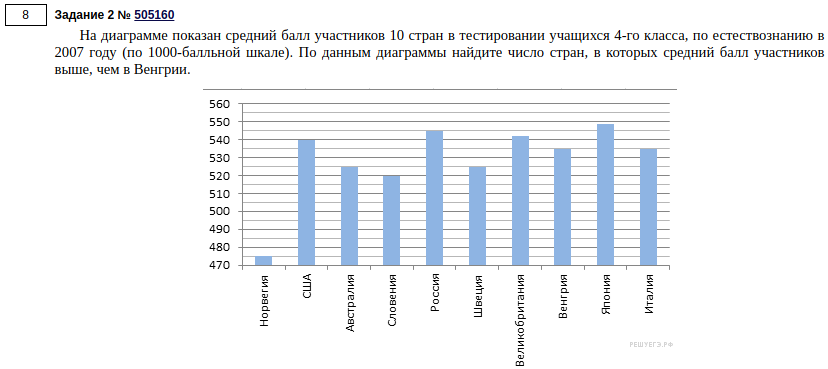 8 Задание 2 № 505160
На диаграмме показан средний балл участников 10 стран в тестировании учащихся 4-го класса, по естествознанию в
2007 году (по 1000-балльной шкале). По данным диаграммы найдите число стран, в которых средний балл участников
выше, чем в Венгрии.
560
550
540
530
520
510
500
490
480
470
Норвегия
США
Австралия
Словения
Россия
Швеция
Великобритания
Венгрия
Япония
Италия
РЕШУЕГЭ.РФ